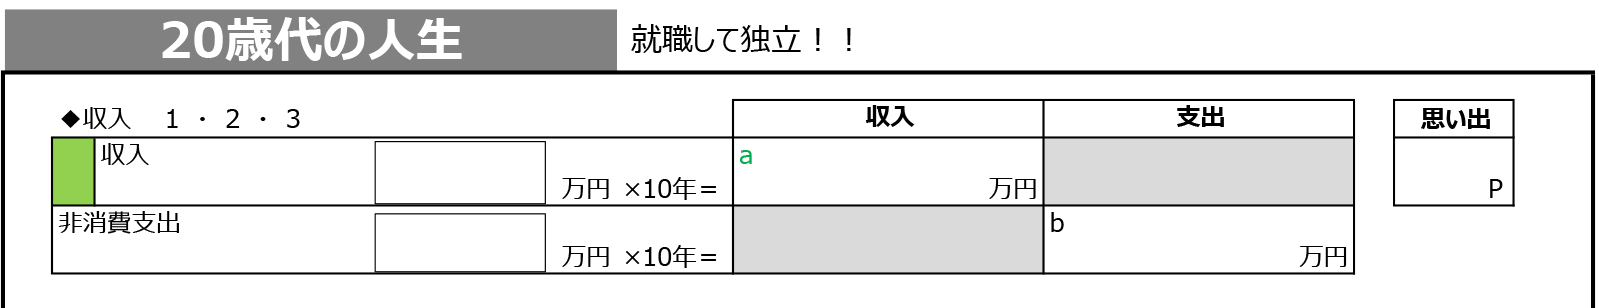 20歳代の人生
就職して独立！！
◆収入　1 ・ 2 ・ 3
収入
支出
思い出
収入
万円 ×10年＝
a
万円
P
非消費支出
万円 ×10年＝
b
万円